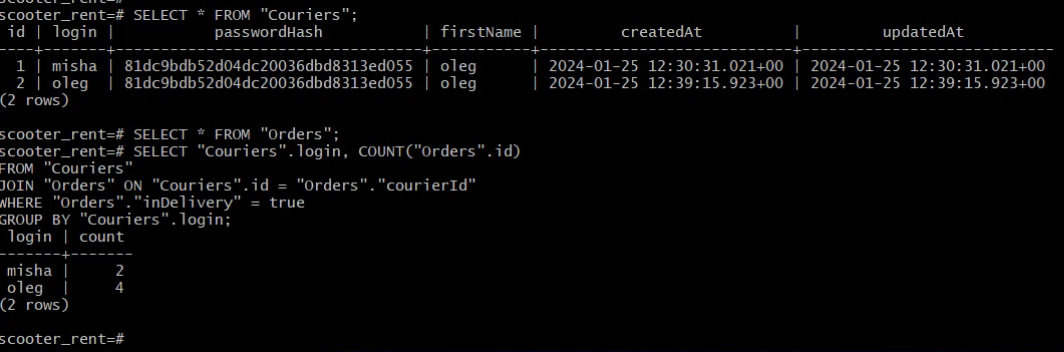 scooter_rent=# SELECT * FROM "Couriers";
 id | login |           passwordHash           | firstName |         createdAt          |         updatedAt
----+-------+----------------------------------+-----------+----------------------------+----------------------------
  1 | misha | 81dc9bdb52d04dc20036dbd8313ed055 | oleg      | 2024-01-25 12:30:31.021+00 | 2024-01-25 12:30:31.021+00
  2 | oleg  | 81dc9bdb52d04dc20036dbd8313ed055 | oleg      | 2024-01-25 12:39:15.923+00 | 2024-01-25 12:39:15.923+00
(2 rows)
scooter_rent=# SELECT * FROM "Orders";
scooter_rent=# SELECT "Couriers".login, COUNT("Orders".id)
FROM "Couriers"
JOIN "Orders" ON "Couriers".id = "Orders"."courierId"
WHERE "Orders"."inDelivery" = true
GROUP BY "Couriers".login;
 login | count
-------+-------
 misha |     2
 oleg  |     4
(2 rows)
scooter_rent=#